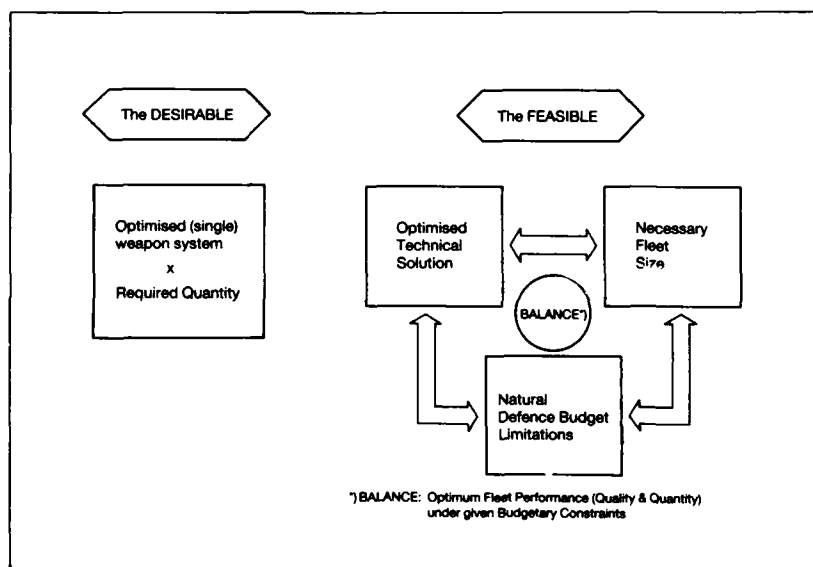 The DESIRABLE
Optimised (single)
weapon system
x
Required Quantity
The FEASIBLE
Optimised
Technical
Solution
Necessary
Fleet
Size
BALANCE*)
Natural
Defence Budget
Limitations
*) BALANCE: Optimum Fleet Performance (Quality & Quantity)
under given Budgetary Constraints